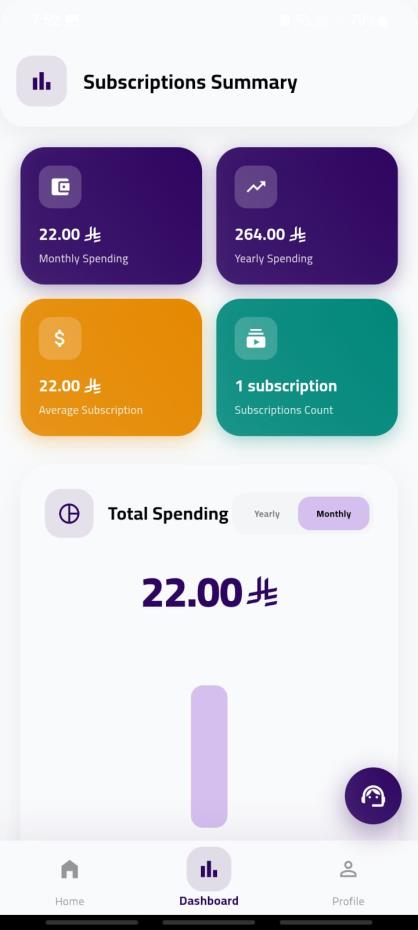 Subscriptions Summary
22.00 ⃁
Monthly Spending
264.00 ⃁
Yearly Spending
22.00 ⃁
Average Subscription
1 subscription
Subscriptions Count
Total Spending
Yearly
Monthly
22.00 ⃁
Home
Dashboard
Profile